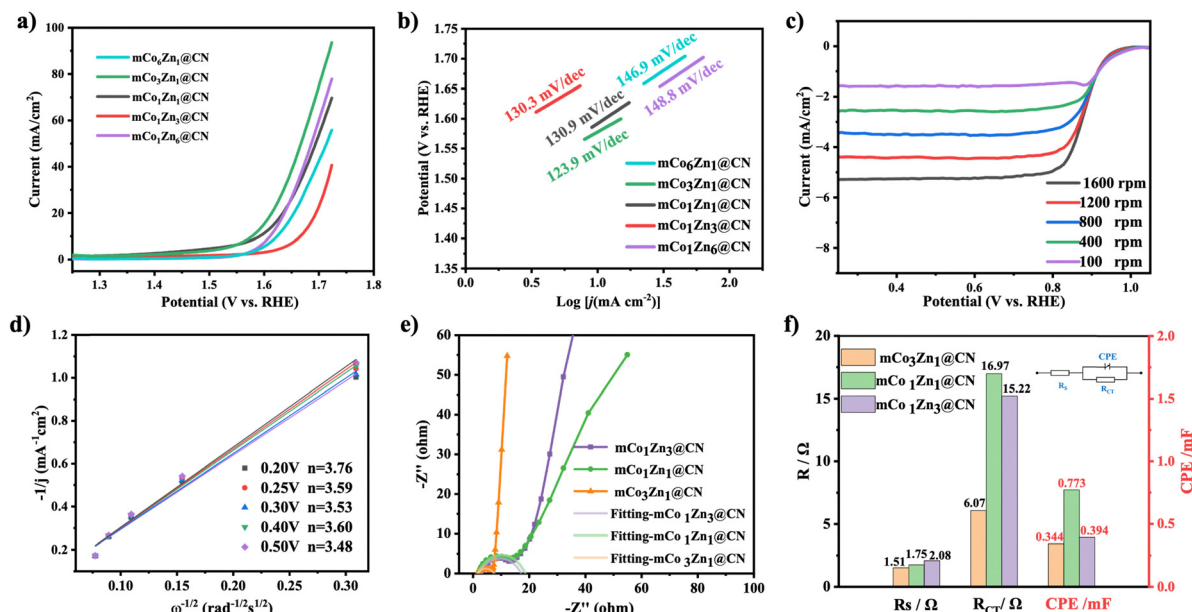 a)
Current (mA/cm²)
100
80
60
40
20
0
mCo₆Zn₁@CN
mCo₃Zn₁@CN
mCo₁Zn₁@CN
mCo₁Zn₃@CN
mCo₁Zn₆@CN
1.3 1.4 1.5 1.6 1.7 1.8
Potential (V vs. RHE)
b)
Potential (V vs. RHE)
1.75
1.70
1.65
1.60
1.55
1.50
1.45
1.40
1.35
130.3 mV/dec
146.9 mV/dec
130.9 mV/dec
148.8 mV/dec
123.9 mV/dec
mCo₆Zn₁@CN
mCo₃Zn₁@CN
mCo₁Zn₁@CN
mCo₁Zn₃@CN
mCo₁Zn₆@CN
0.0 0.5 1.0 1.5 2.0
Log [j(mA cm⁻²)]
c)
Current (mA/cm²)
0
-2
-4
-6
-8
1600 rpm
1200 rpm
800 rpm
400 rpm
100 rpm
0.4 0.6 0.8 1.0
Potential (V vs. RHE)
d)
-1/j (mA⁻¹cm²)
1.2
1.0
0.8
0.6
0.4
0.2
0.20V n=3.76
0.25V n=3.59
0.30V n=3.53
0.40V n=3.60
0.50V n=3.48
0.10 0.15 0.20 0.25 0.30
ω⁻¹/² (rad⁻¹/²s¹/²)
e)
-Z'' (ohm)
60
50
40
30
20
10
0
mCo₁Zn₃@CN
mCo₁Zn₁@CN
mCo₃Zn₁@CN
Fitting-mCo ₁Zn₃@CN
Fitting-mCo ₁Zn₁@CN
Fitting-mCo ₃Zn₁@CN
0 20 40 60 80 100
-Z'' (ohm)
f)
R / Ω
20
15
10
5
0
mCo₃Zn₁@CN
mCo ₁Zn₁@CN
mCo ₁Zn₃@CN
CPE
R_S
R_CT
1.51 1.75 2.08
6.07 16.97 15.22
0.344 0.773 0.394
Rs / Ω R_CT/ Ω CPE /mF
2.0
1.5
1.0
0.5
0.0
CPE /mF